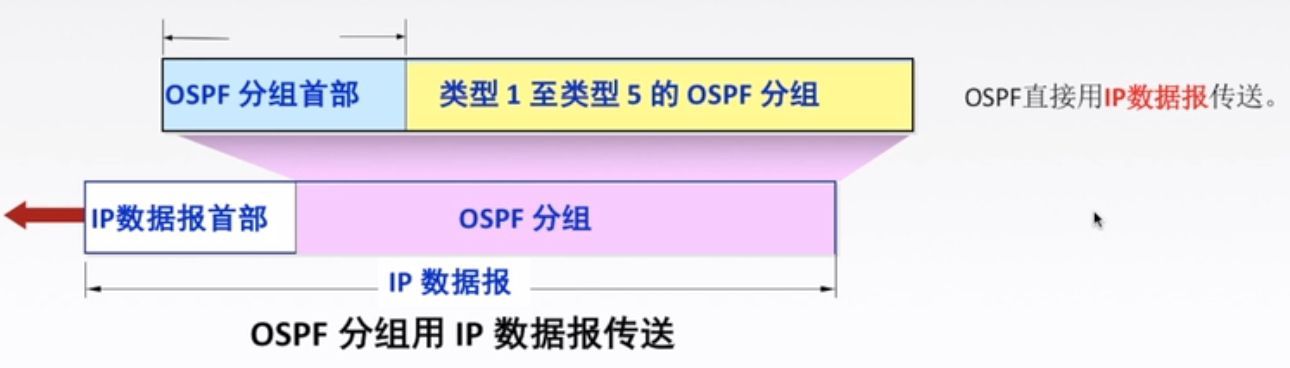 OSPF 分组首部
类型 1 至类型 5 的 OSPF 分组
OSPF直接用IP数据报传送。
IP数据报首部
OSPF 分组
IP 数据报
OSPF 分组用 IP 数据报传送